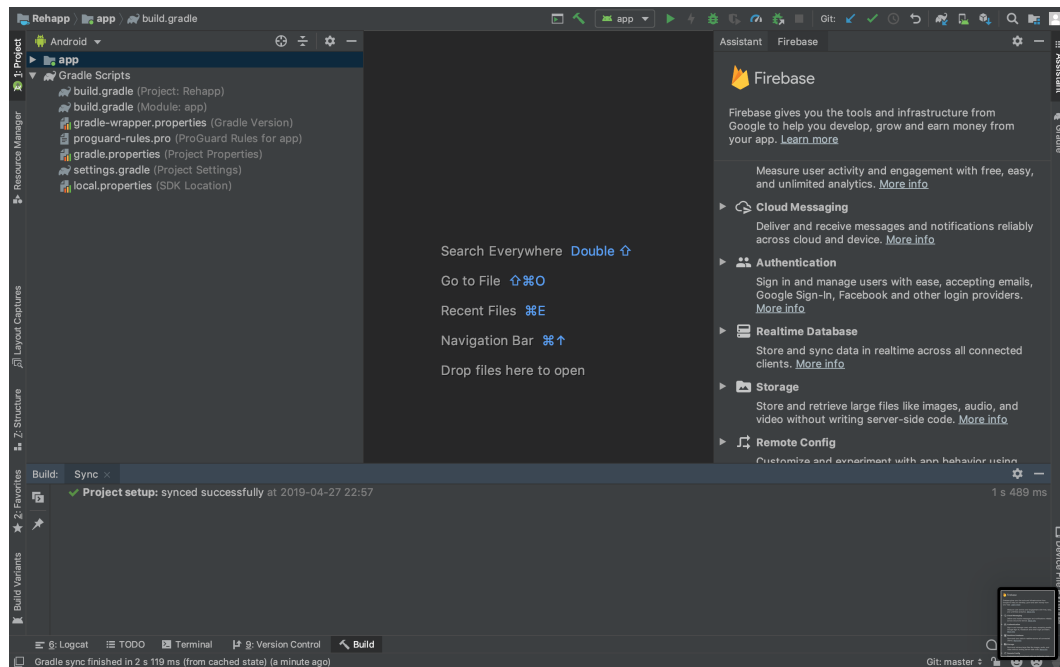 Rehapp app build.gradle
app
Git:
1: Project
Resource Manager
Layout Captures
7: Structure
2: Favorites
Build Variants
Android
app
Gradle Scripts
build.gradle (Project: Rehapp)
build.gradle (Module: app)
gradle-wrapper.properties (Gradle Version)
proguard-rules.pro (ProGuard Rules for app)
gradle.properties (Project Properties)
settings.gradle (Project Settings)
local.properties (SDK Location)
Search Everywhere Double ⇧
Go to File ⇧⌘O
Recent Files ⌘E
Navigation Bar ⌘↑
Drop files here to open
Assistant Firebase
Firebase
Firebase gives you the tools and infrastructure from
Google to help you develop, grow and earn money from
your app. Learn more
Measure user activity and engagement with free, easy,
and unlimited analytics. More info
Cloud Messaging
Deliver and receive messages and notifications reliably
across cloud and device. More info
Authentication
Sign in and manage users with ease, accepting emails,
Google Sign-In, Facebook and other login providers.
More info
Realtime Database
Store and sync data in realtime across all connected
clients. More info
Storage
Store and retrieve large files like images, audio, and
video without writing server-side code. More info
Remote Config
Customize and experiment with app behavior using
Assistant
Gradle
Build: Sync
Project setup: synced successfully at 2019-04-27 22:57
1 s 489 ms
6: Logcat TODO Terminal 9: Version Control Build
Gradle sync finished in 2 s 119 ms (from cached state) (a minute ago)
Git: master